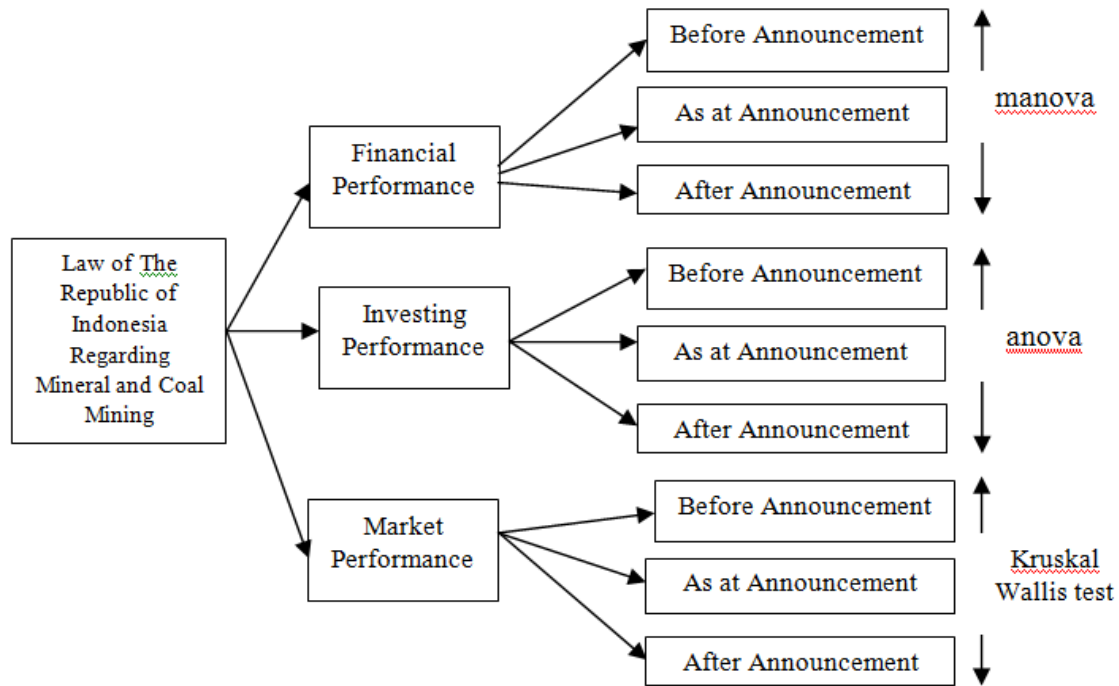 Law of The
Republic of
Indonesia
Regarding
Mineral and Coal
Mining
Financial
Performance
Before Announcement
As at Announcement
After Announcement
manova
Investing
Performance
Before Announcement
As at Announcement
After Announcement
anova
Market
Performance
Before Announcement
As at Announcement
After Announcement
Kruskal
Wallis test